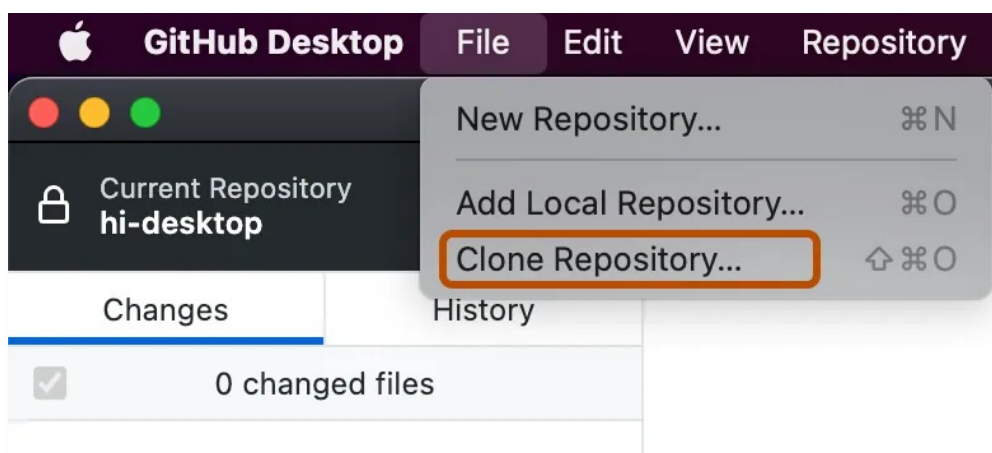 GitHub Desktop File Edit View Repository
New Repository... ⌘N
Current Repository
hi-desktop
Add Local Repository... ⌘O
Clone Repository... ⇧⌘O
Changes History
0 changed files